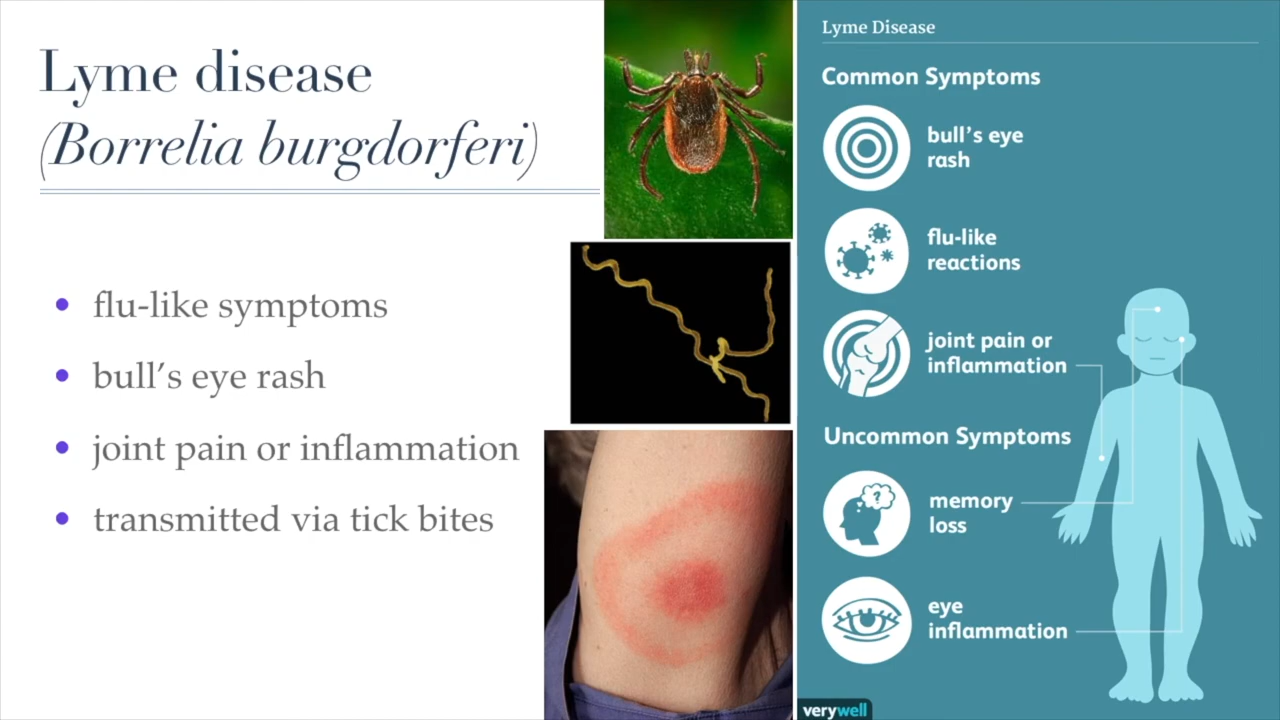 Lyme disease
(Borrelia burgdorferi)
• flu-like symptoms
• bull’s eye rash
• joint pain or inflammation
• transmitted via tick bites
Lyme Disease
Common Symptoms
bull’s eye
rash
flu-like
reactions
joint pain or
inflammation
Uncommon Symptoms
?
memory
loss
eye
inflammation
verywell